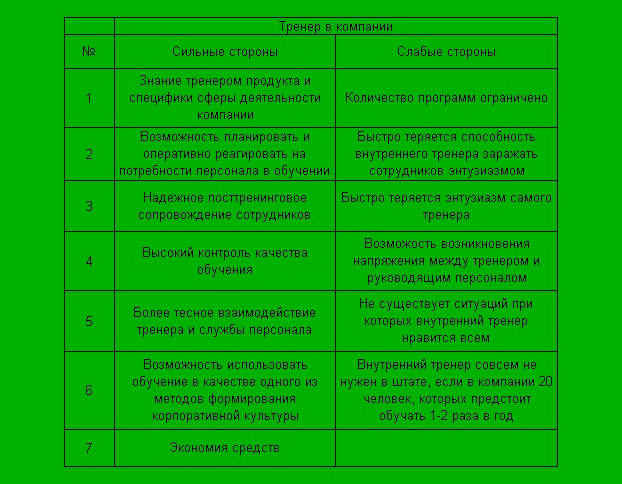 Тренер в компании
№
Сильные стороны
Слабые стороны
1
Знание тренером продукта и
специфики сферы деятельности
компании
Количество программ ограничено
2
Возможность планировать и
оперативно реагировать на
потребности персонала в обучении
Быстро теряется способность
внутреннего тренера заражать
сотрудников энтузиазмом
3
Надежное посттренинговое
сопровождение сотрудников
Быстро теряется энтузиазм самого
тренера
4
Высокий контроль качества
обучения
Возможость возникновения
напряжения между тренером и
руководящим персоналом
5
Более тесное взаимодействие
тренера и службы персонала
Не существует ситуаций при
которых внутренний тренер
нравится всем
6
Возможность использовать
обучение в качестве одного из
методов формирования
корпоративной культуры
Внутренний тренер совсем не
нужен в штате, если в компании 20
человек, которых предстоит
обучать 1-2 раза в год
7
Экономия средств